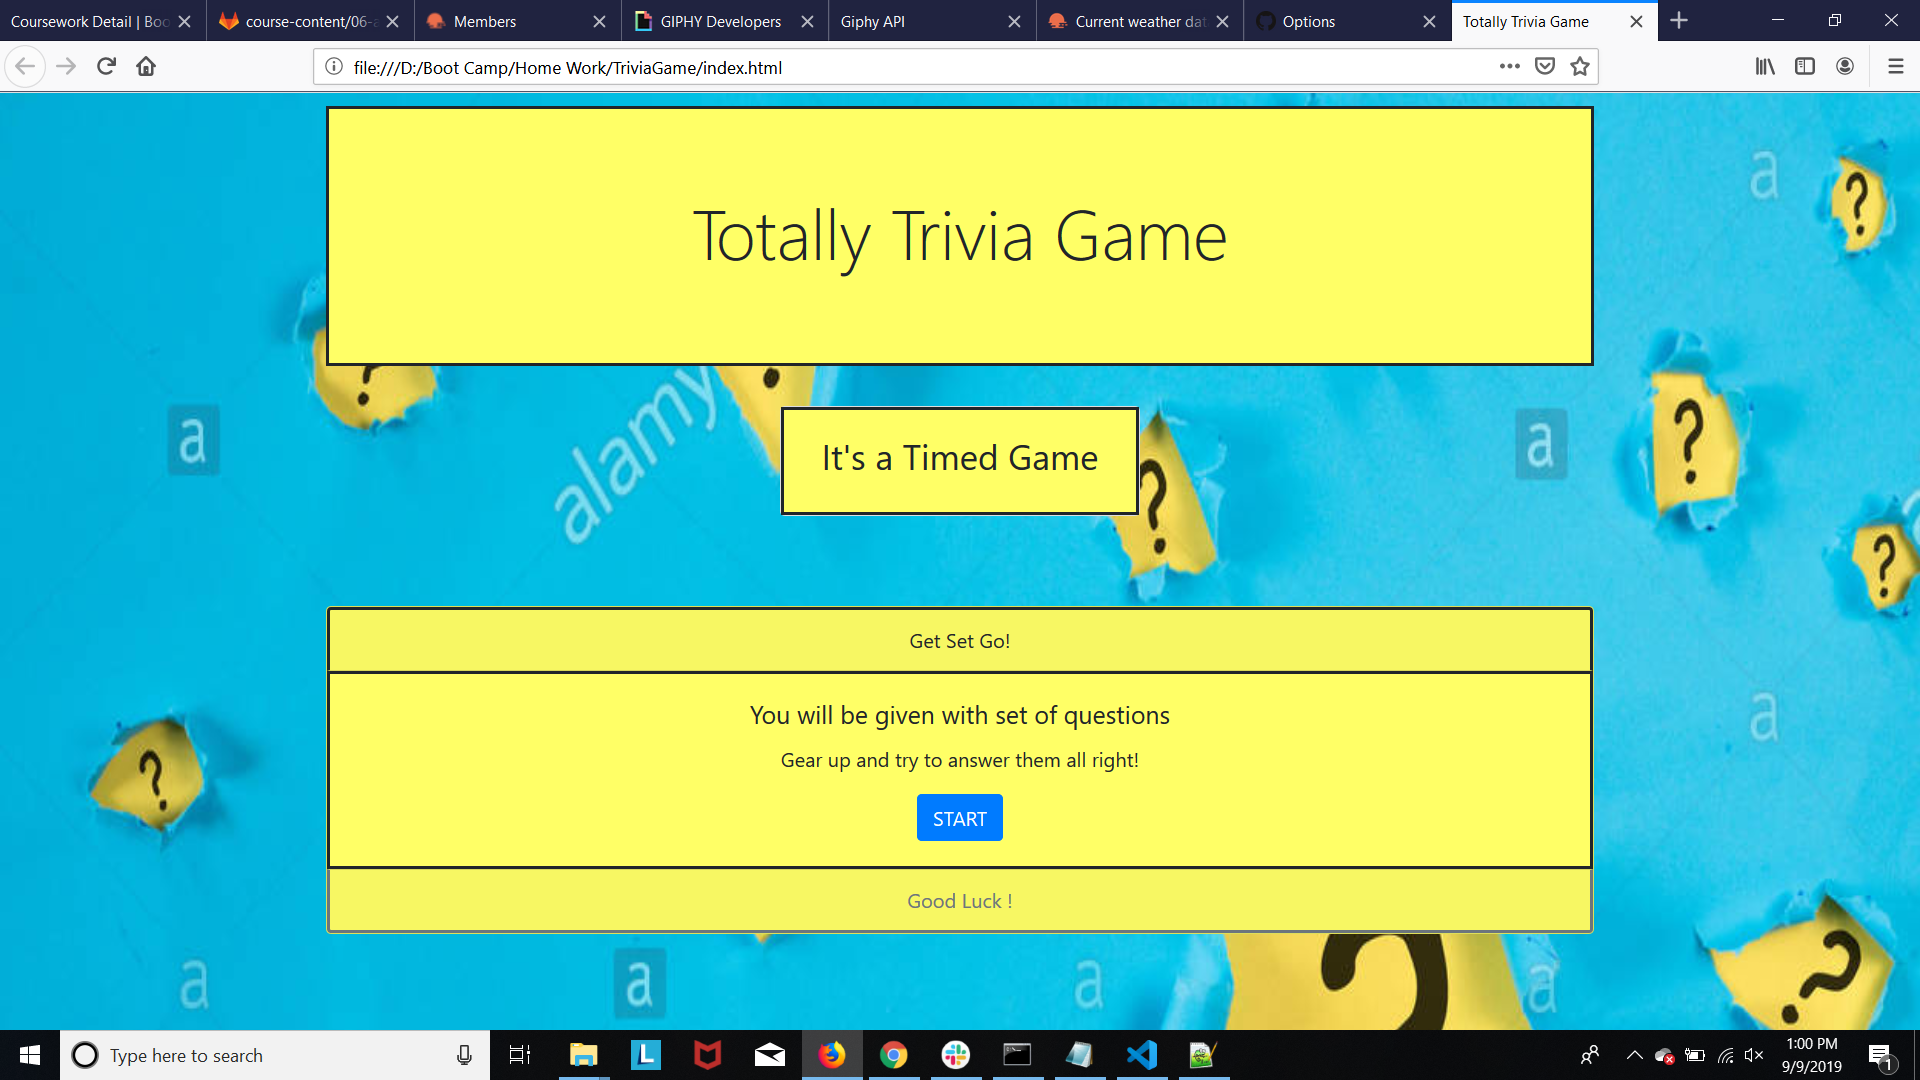 Coursework Detail | Boo
course-content/06-a
Members
GIPHY Developers
Giphy API
Current weather dat
Options
Totally Trivia Game
file:///D:/Boot Camp/Home Work/TriviaGame/index.html
Totally Trivia Game
alamy
a
a
a
It's a Timed Game
Get Set Go!
You will be given with set of questions
Gear up and try to answer them all right!
a
START
Good Luck !
a
a
a
a
Type here to search
L
1:00 PM
9/9/2019
1